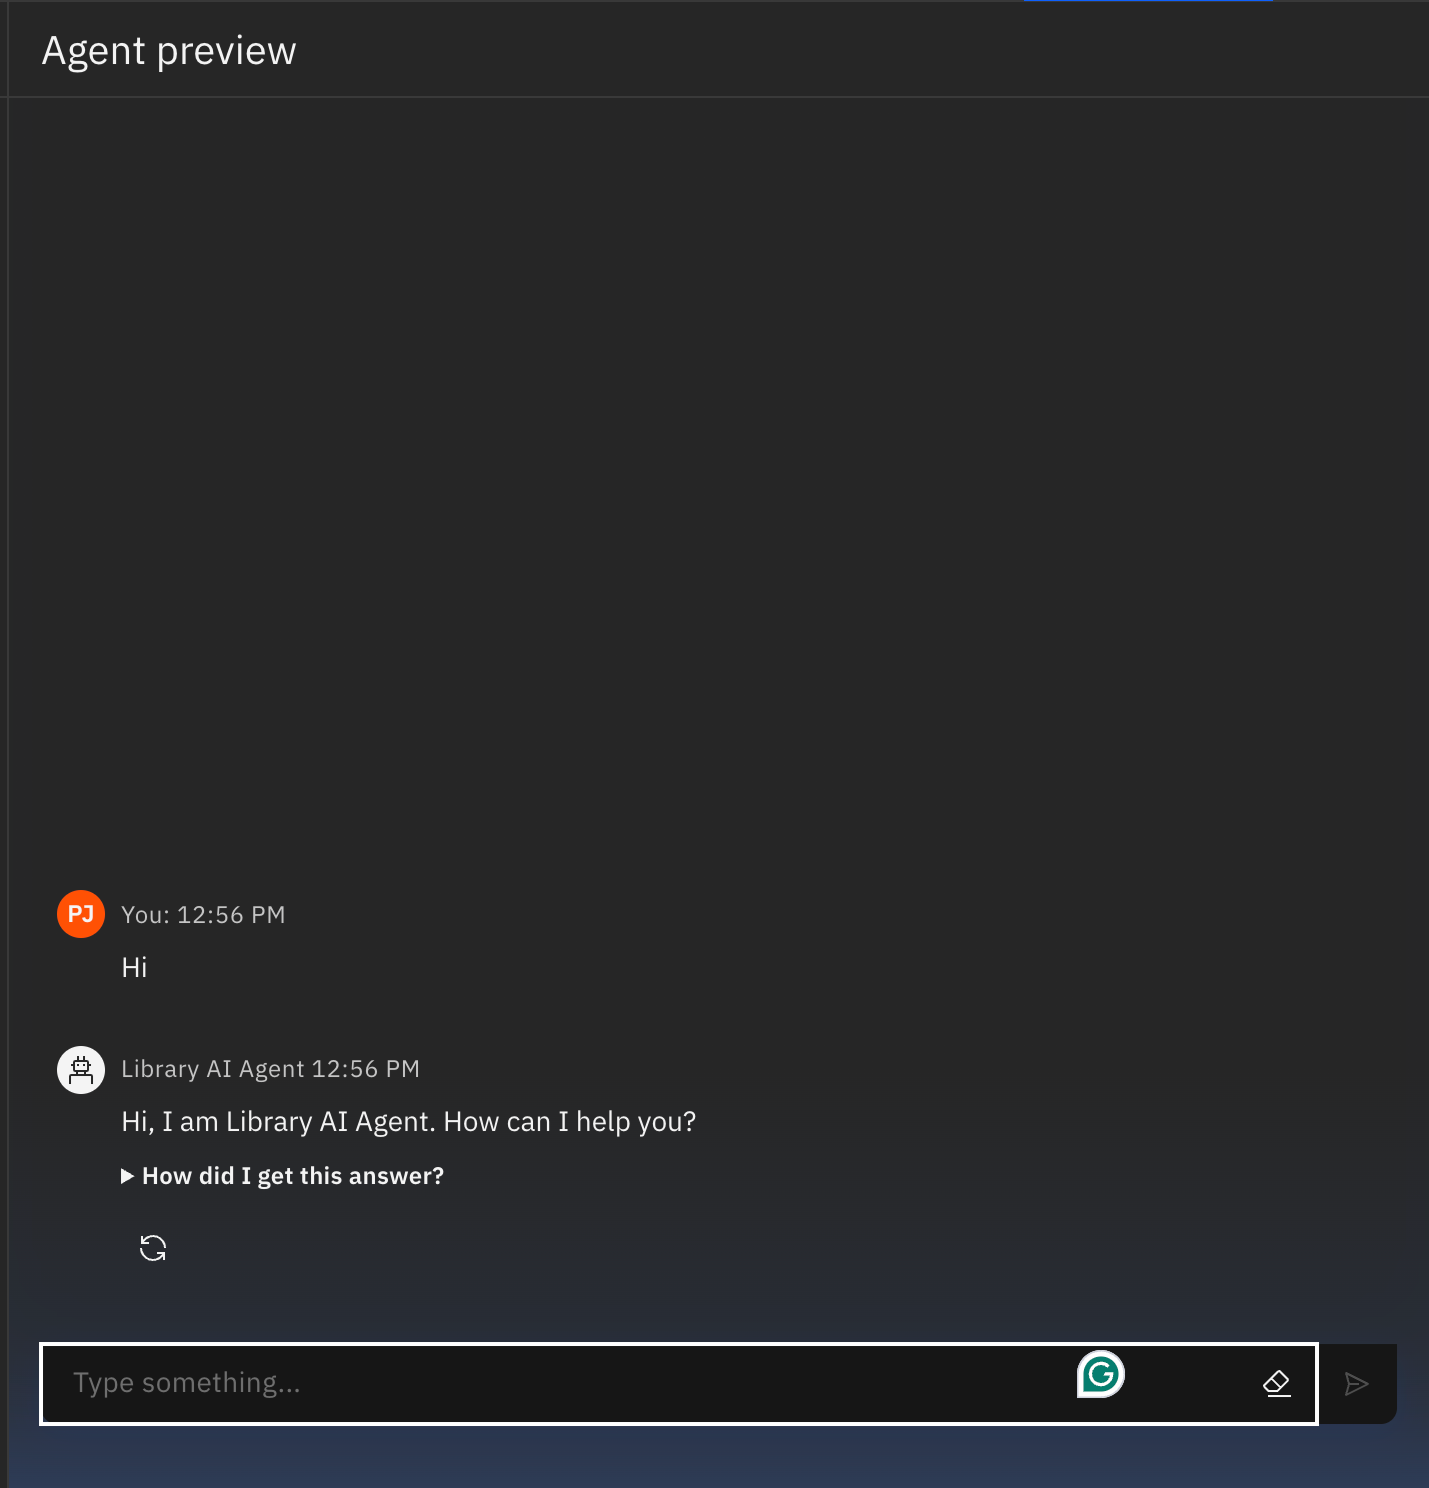 Agent preview
PJ
You: 12:56 PM
Hi
Library AI Agent 12:56 PM
Hi, I am Library AI Agent. How can I help you?
How did I get this answer?
Type something...